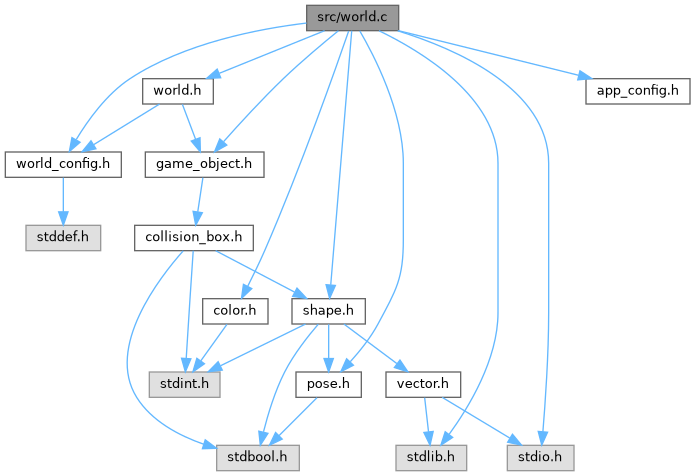 src/world.c
world.h
app_config.h
world_config.h
game_object.h
stddef.h
collision_box.h
color.h
shape.h
stdint.h
pose.h
vector.h
stdbool.h
stdlib.h
stdio.h